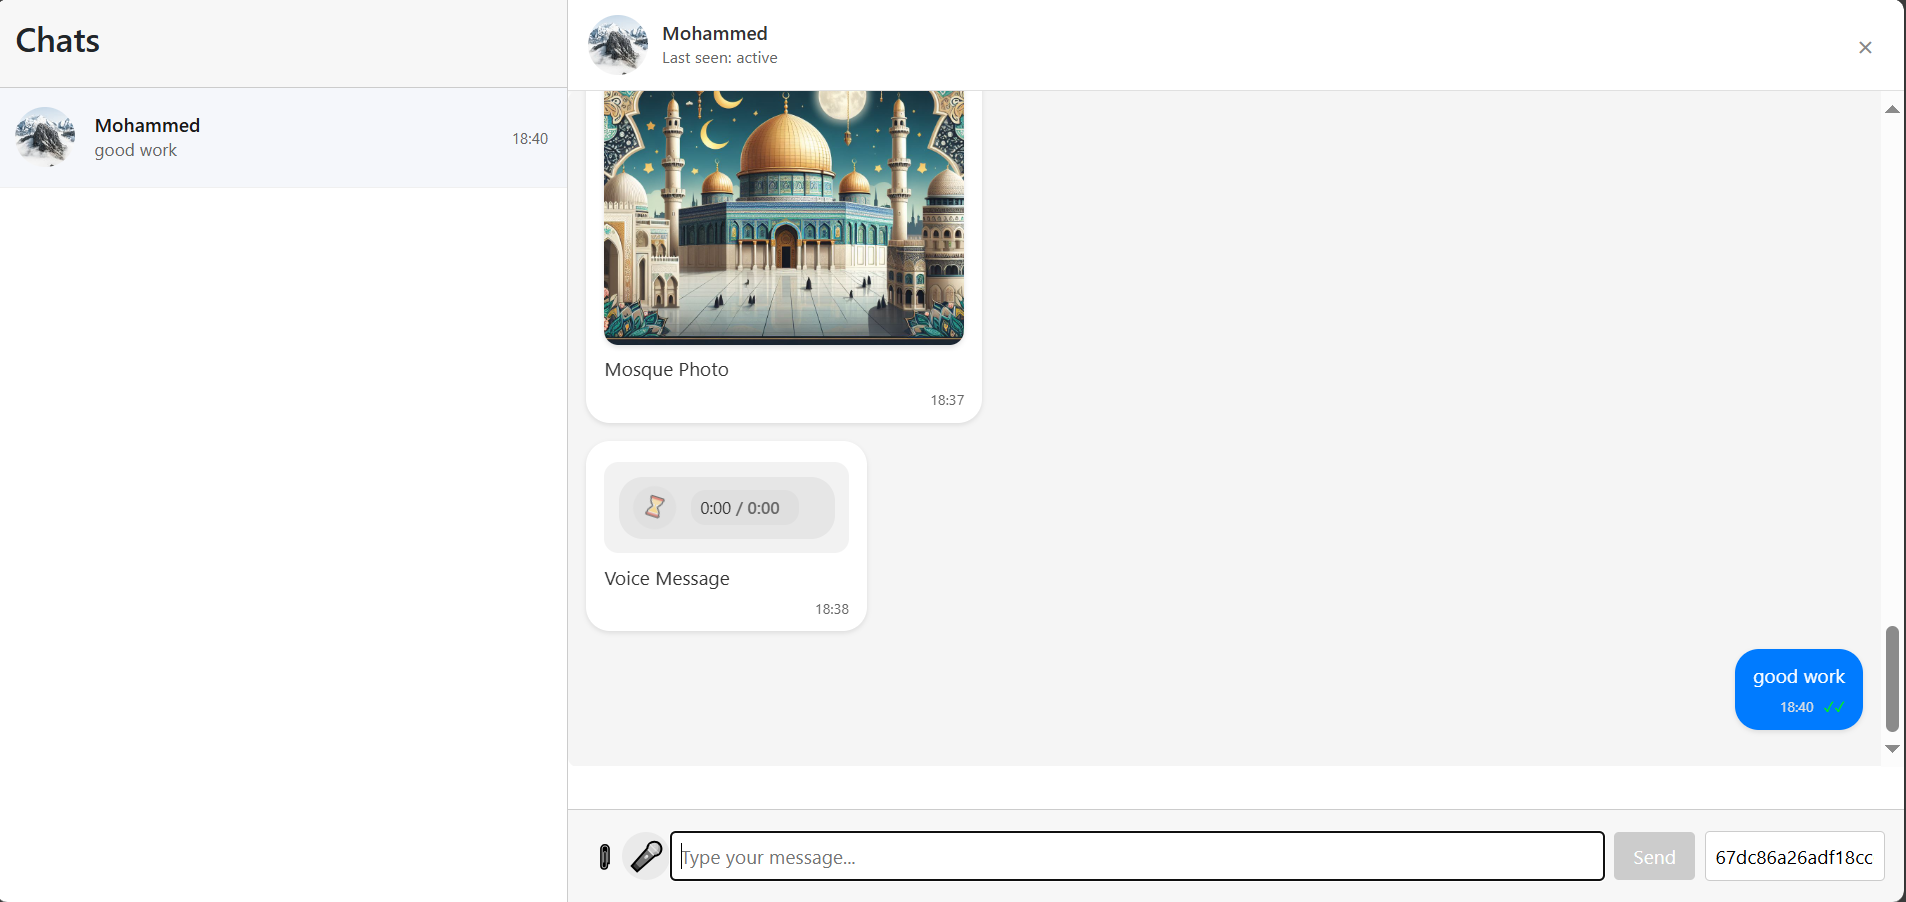 Chats
Mohammed
good work
18:40
Mohammed
Last seen: active
×
Mosque Photo
18:37
0:00 / 0:00
Voice Message
18:38
good work
18:40 ✓✓
Type your message...
Send
67dc86a26adf18cc